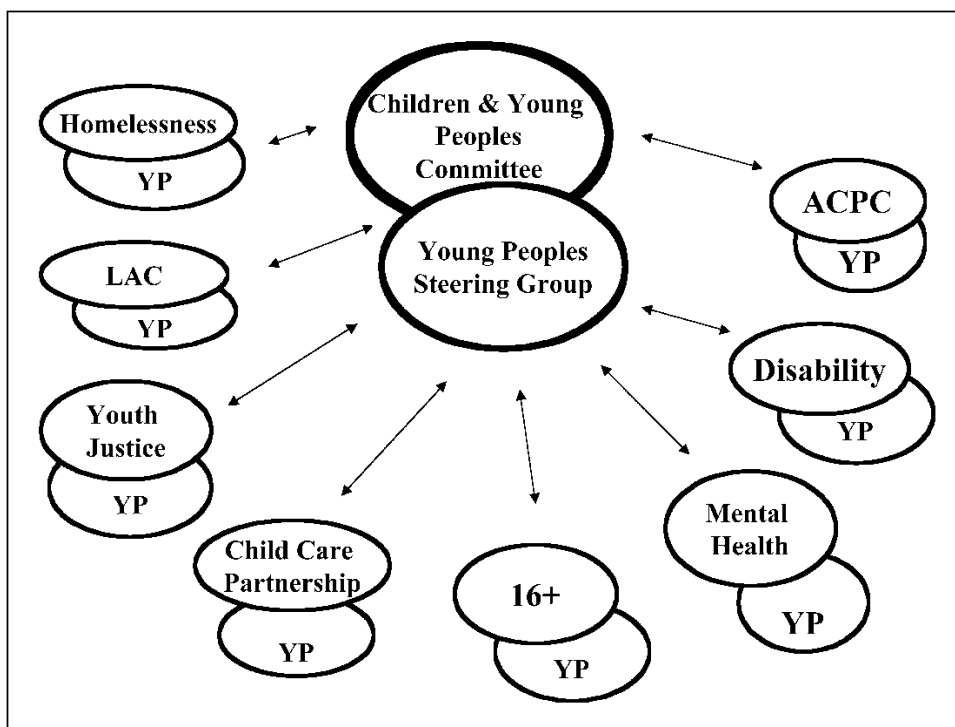 Children & Young
Peoples
Committee
Young Peoples
Steering Group
Homelessness
YP
LAC
YP
Youth
Justice
YP
Child Care
Partnership
YP
16+
YP
Mental
Health
YP
Disability
YP
ACPC
YP